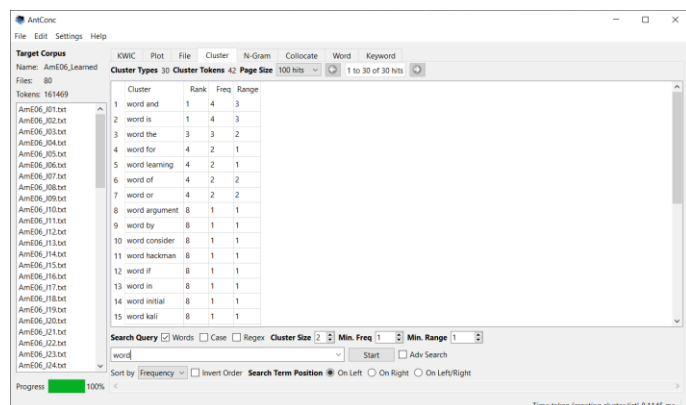 AntConc
File Edit Settings Help
Target Corpus
Name: AmE06_Learned
Files: 80
Tokens: 161469
AmE06_J01.txt
AmE06_J02.txt
AmE06_J03.txt
AmE06_J04.txt
AmE06_J05.txt
AmE06_J06.txt
AmE06_J07.txt
AmE06_J08.txt
AmE06_J09.txt
AmE06_J10.txt
AmE06_J11.txt
AmE06_J12.txt
AmE06_J13.txt
AmE06_J14.txt
AmE06_J15.txt
AmE06_J16.txt
AmE06_J17.txt
AmE06_J18.txt
AmE06_J19.txt
AmE06_J20.txt
AmE06_J21.txt
AmE06_J22.txt
AmE06_J23.txt
AmE06_J24.txt
Progress 100%
KWIC Plot File Cluster N-Gram Collocate Word Keyword
Cluster Types 30 Cluster Tokens 42 Page Size 100 hits 1 to 30 of 30 hits
Cluster Rank Freq Range
1 word and 1 4 3
2 word is 1 4 3
3 word the 3 3 2
4 word for 4 2 1
5 word learning 4 2 1
6 word of 4 2 2
7 word or 4 2 2
8 word argument 8 1 1
9 word by 8 1 1
10 word consider 8 1 1
11 word hackman 8 1 1
12 word if 8 1 1
13 word in 8 1 1
14 word initial 8 1 1
15 word kali 8 1 1
Search Query Words Case Regex Cluster Size 2 Min. Freq 1 Min. Range 1
word Start Adv Search
Sort by Frequency Invert Order Search Term Position On Left On Right On Left/Right
Time taken (creating cluster list) 0.1145